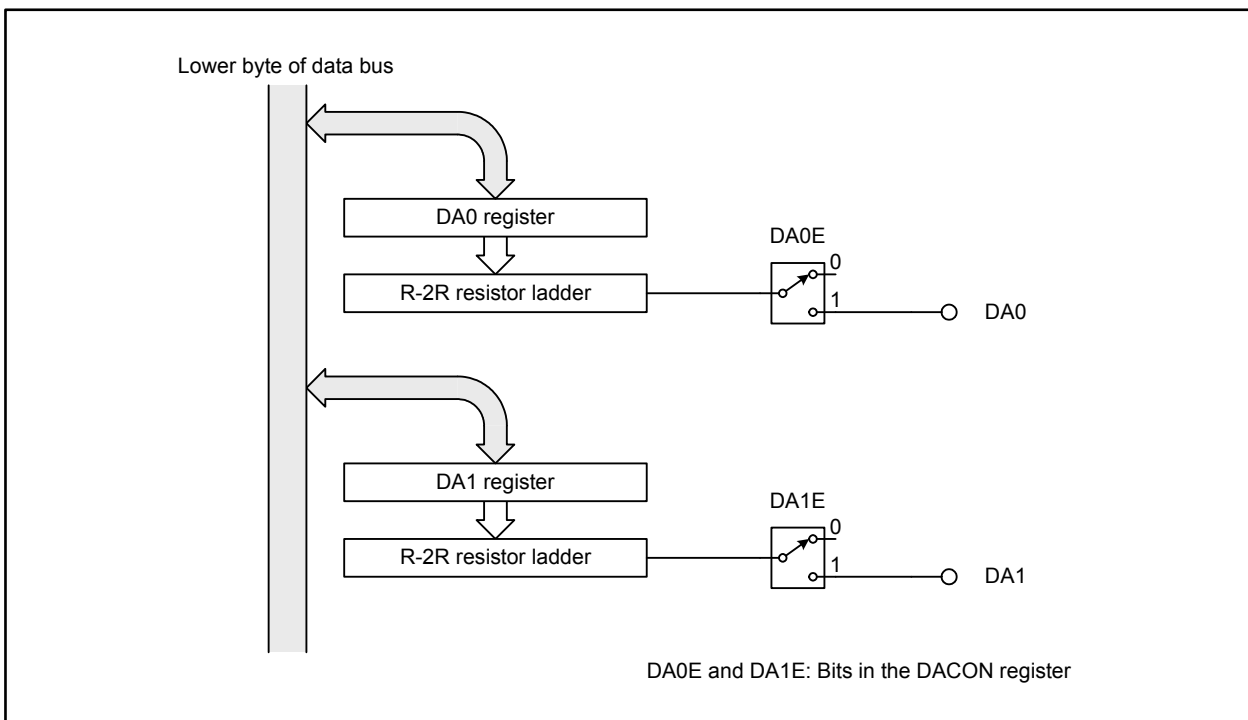 Lower byte of data bus
DA0 register
DA0E
0
R-2R resistor ladder
1
DA0
DA1 register
DA1E
0
R-2R resistor ladder
1
DA1
DA0E and DA1E: Bits in the DACON register